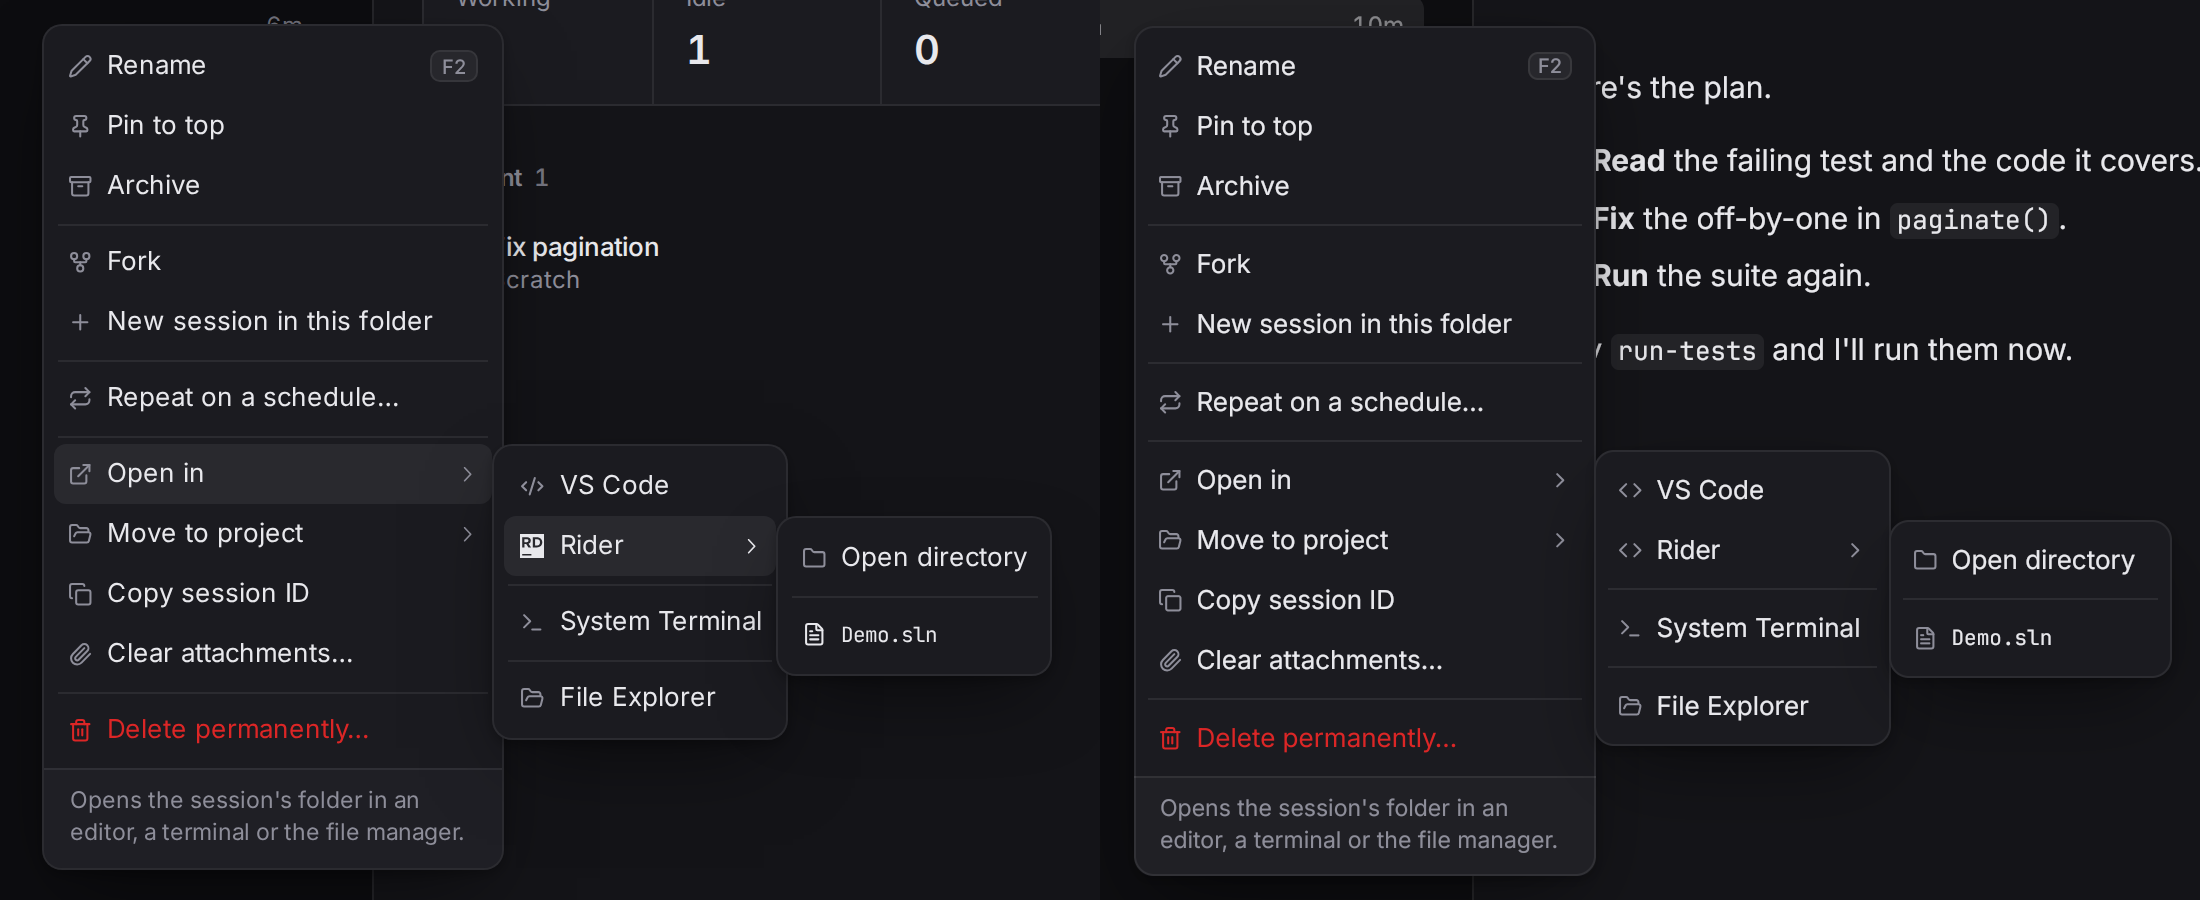 6m
Working
Idle
Queued
1
0
nt 1
ix pagination
cratch
Rename F2
Pin to top
Archive
Fork
New session in this folder
Repeat on a schedule...
Open in
Move to project
Copy session ID
Clear attachments...
Delete permanently...
Opens the session's folder in an
editor, a terminal or the file manager.
VS Code
RD Rider
System Terminal
File Explorer
Open directory
Demo.sln
10m
re's the plan.
Read the failing test and the code it covers.
Fix the off-by-one in paginate().
Run the suite again.
run-tests and I'll run them now.
Rename F2
Pin to top
Archive
Fork
New session in this folder
Repeat on a schedule...
Open in
Move to project
Copy session ID
Clear attachments...
Delete permanently...
Opens the session's folder in an
editor, a terminal or the file manager.
VS Code
Rider
System Terminal
File Explorer
Open directory
Demo.sln